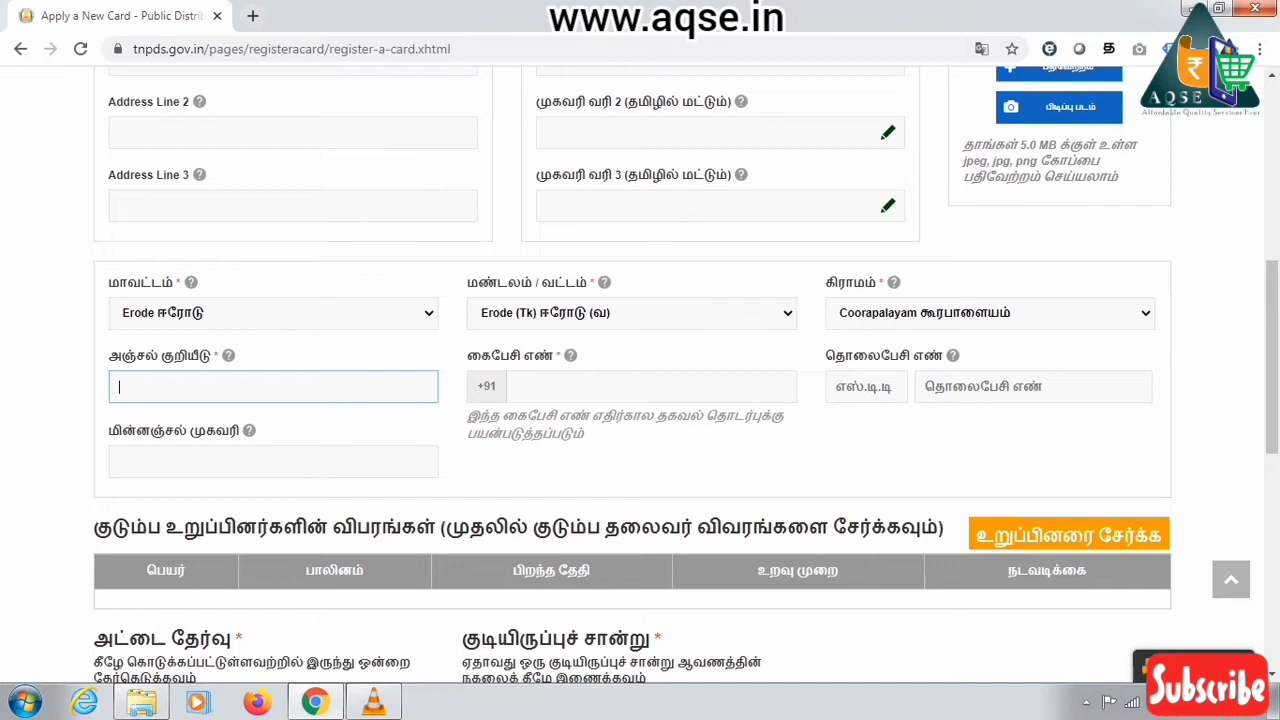 www.aqse.in
Apply a New Card - Public Distrib
tnpds.gov.in/pages/registeracard/register-a-card.xhtml
AQSE
Affordable Quality Services Ever
பதிவேற்றம்
பிடிப்பு படம்
Address Line 2
முகவரி வரி 2 (தமிழில் மட்டும்)
தாங்கள் 5.0 MB க்குள் உள்ள
jpeg, jpg, png கோப்பை
பதிவேற்றம் செய்யலாம்
Address Line 3
முகவரி வரி 3 (தமிழில் மட்டும்)
மாவட்டம் *
மண்டலம் / வட்டம் *
கிராமம் *
Erode ஈரோடு
Erode (Tk) ஈரோடு (வ)
Coorapalayam கூரபாளையம்
அஞ்சல் குறியீடு *
கைபேசி எண் *
தொலைபேசி எண்
+91
எஸ்.டி.டி
தொலைபேசி எண்
இந்த கைபேசி எண் எதிர்கால தகவல் தொடர்புக்கு
பயன்படுத்தப்படும்
மின்னஞ்சல் முகவரி
குடும்ப உறுப்பினர்களின் விபரங்கள் (முதலில் குடும்ப தலைவர் விவரங்களை சேர்க்கவும்)
உறுப்பினரை சேர்க்க
பெயர்
பாலினம்
பிறந்த தேதி
உறவு முறை
நடவடிக்கை
அட்டை தேர்வு *
குடியிருப்புச் சான்று *
கீழே கொடுக்கப்பட்டுள்ளவற்றில் இருந்து ஒன்றை
தேர்ந்தெடுக்கவும்
ஏதாவது ஒரு குடியிருப்புச் சான்று ஆவணத்தின்
நகலைக் கீழே இணைக்கவும்
Subscribe